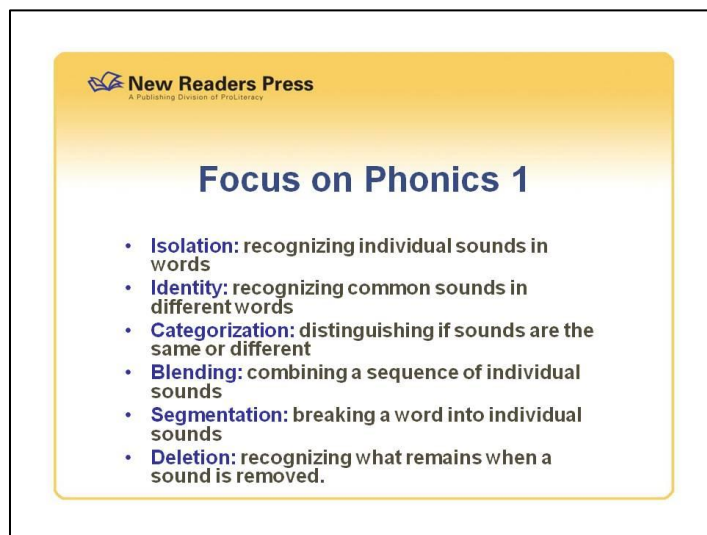 New Readers Press
A Publishing Division of ProLiteracy
Focus on Phonics 1
• Isolation: recognizing individual sounds in
words
• Identity: recognizing common sounds in
different words
• Categorization: distinguishing if sounds are the
same or different
• Blending: combining a sequence of individual
sounds
• Segmentation: breaking a word into individual
sounds
• Deletion: recognizing what remains when a
sound is removed.